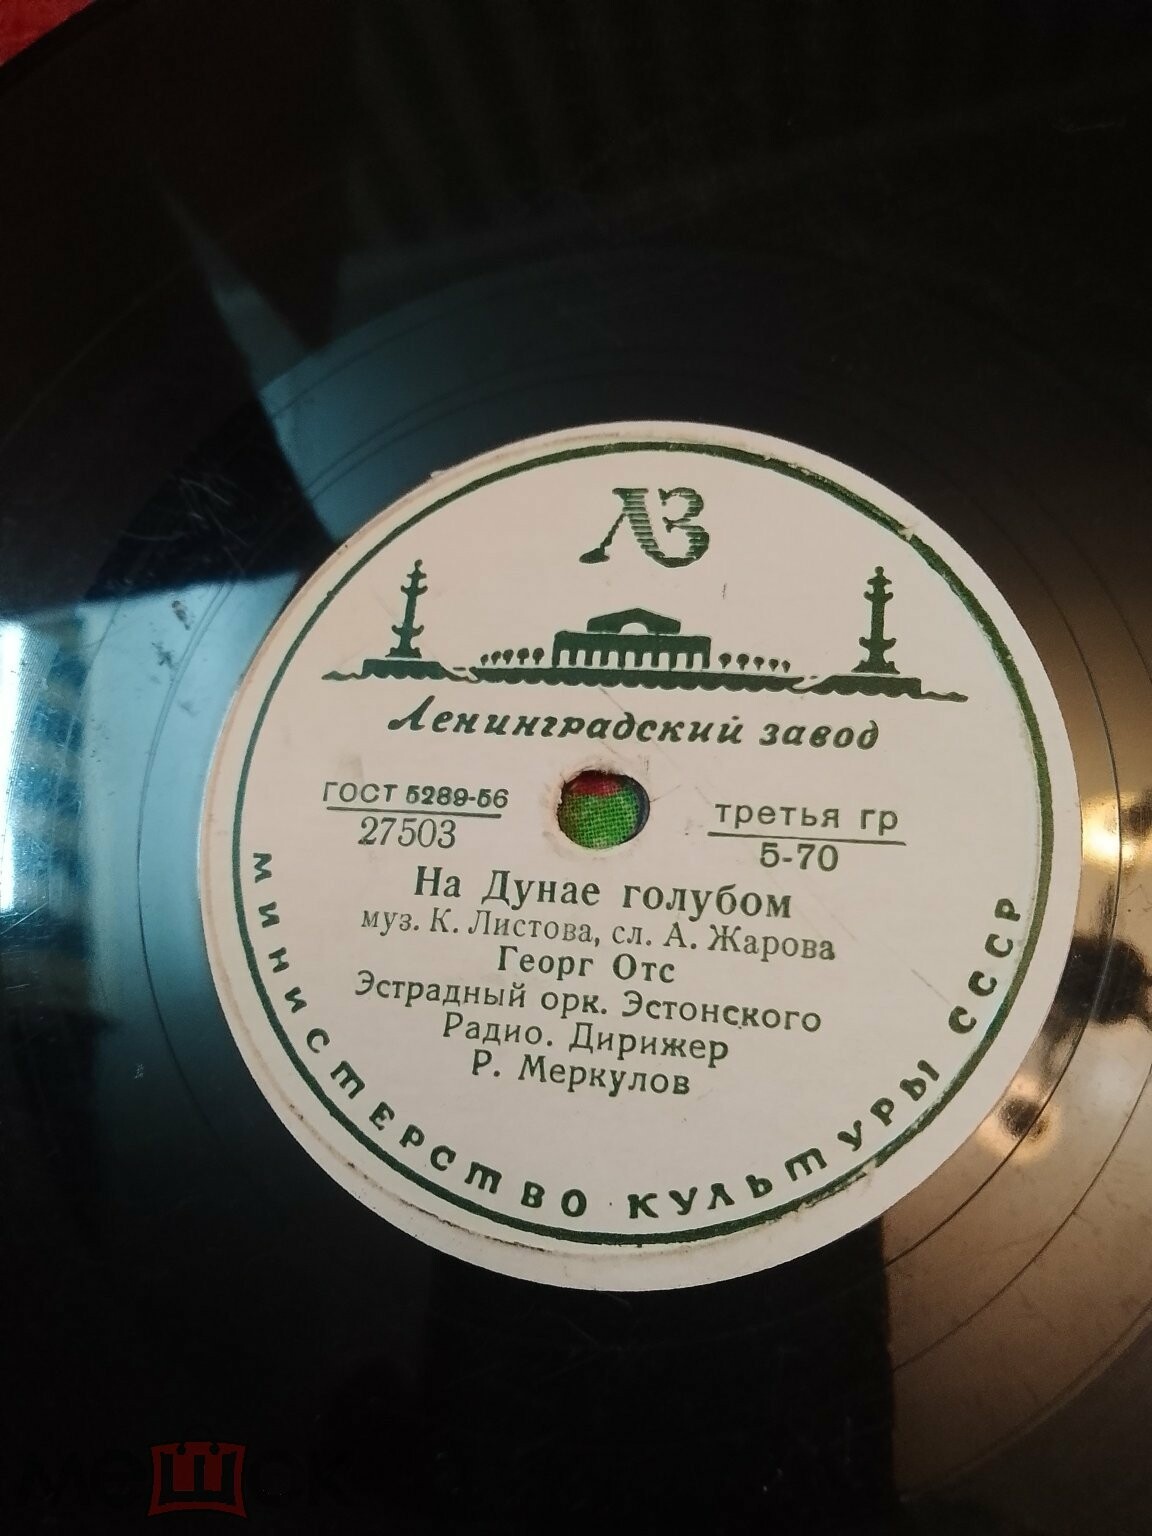 ЛЗ
Ленинградский завод
ГОСТ 5289-56
27503
третья гр
5-70
На Дунае голубом
муз. К. Листова, сл. А. Жарова
Георг Отс
Эстрадный орк. Эстонского
Радио. Дирижер
Р. Меркулов
МИНИСТЕРСТВО КУЛЬТУРЫ СССР
мешок